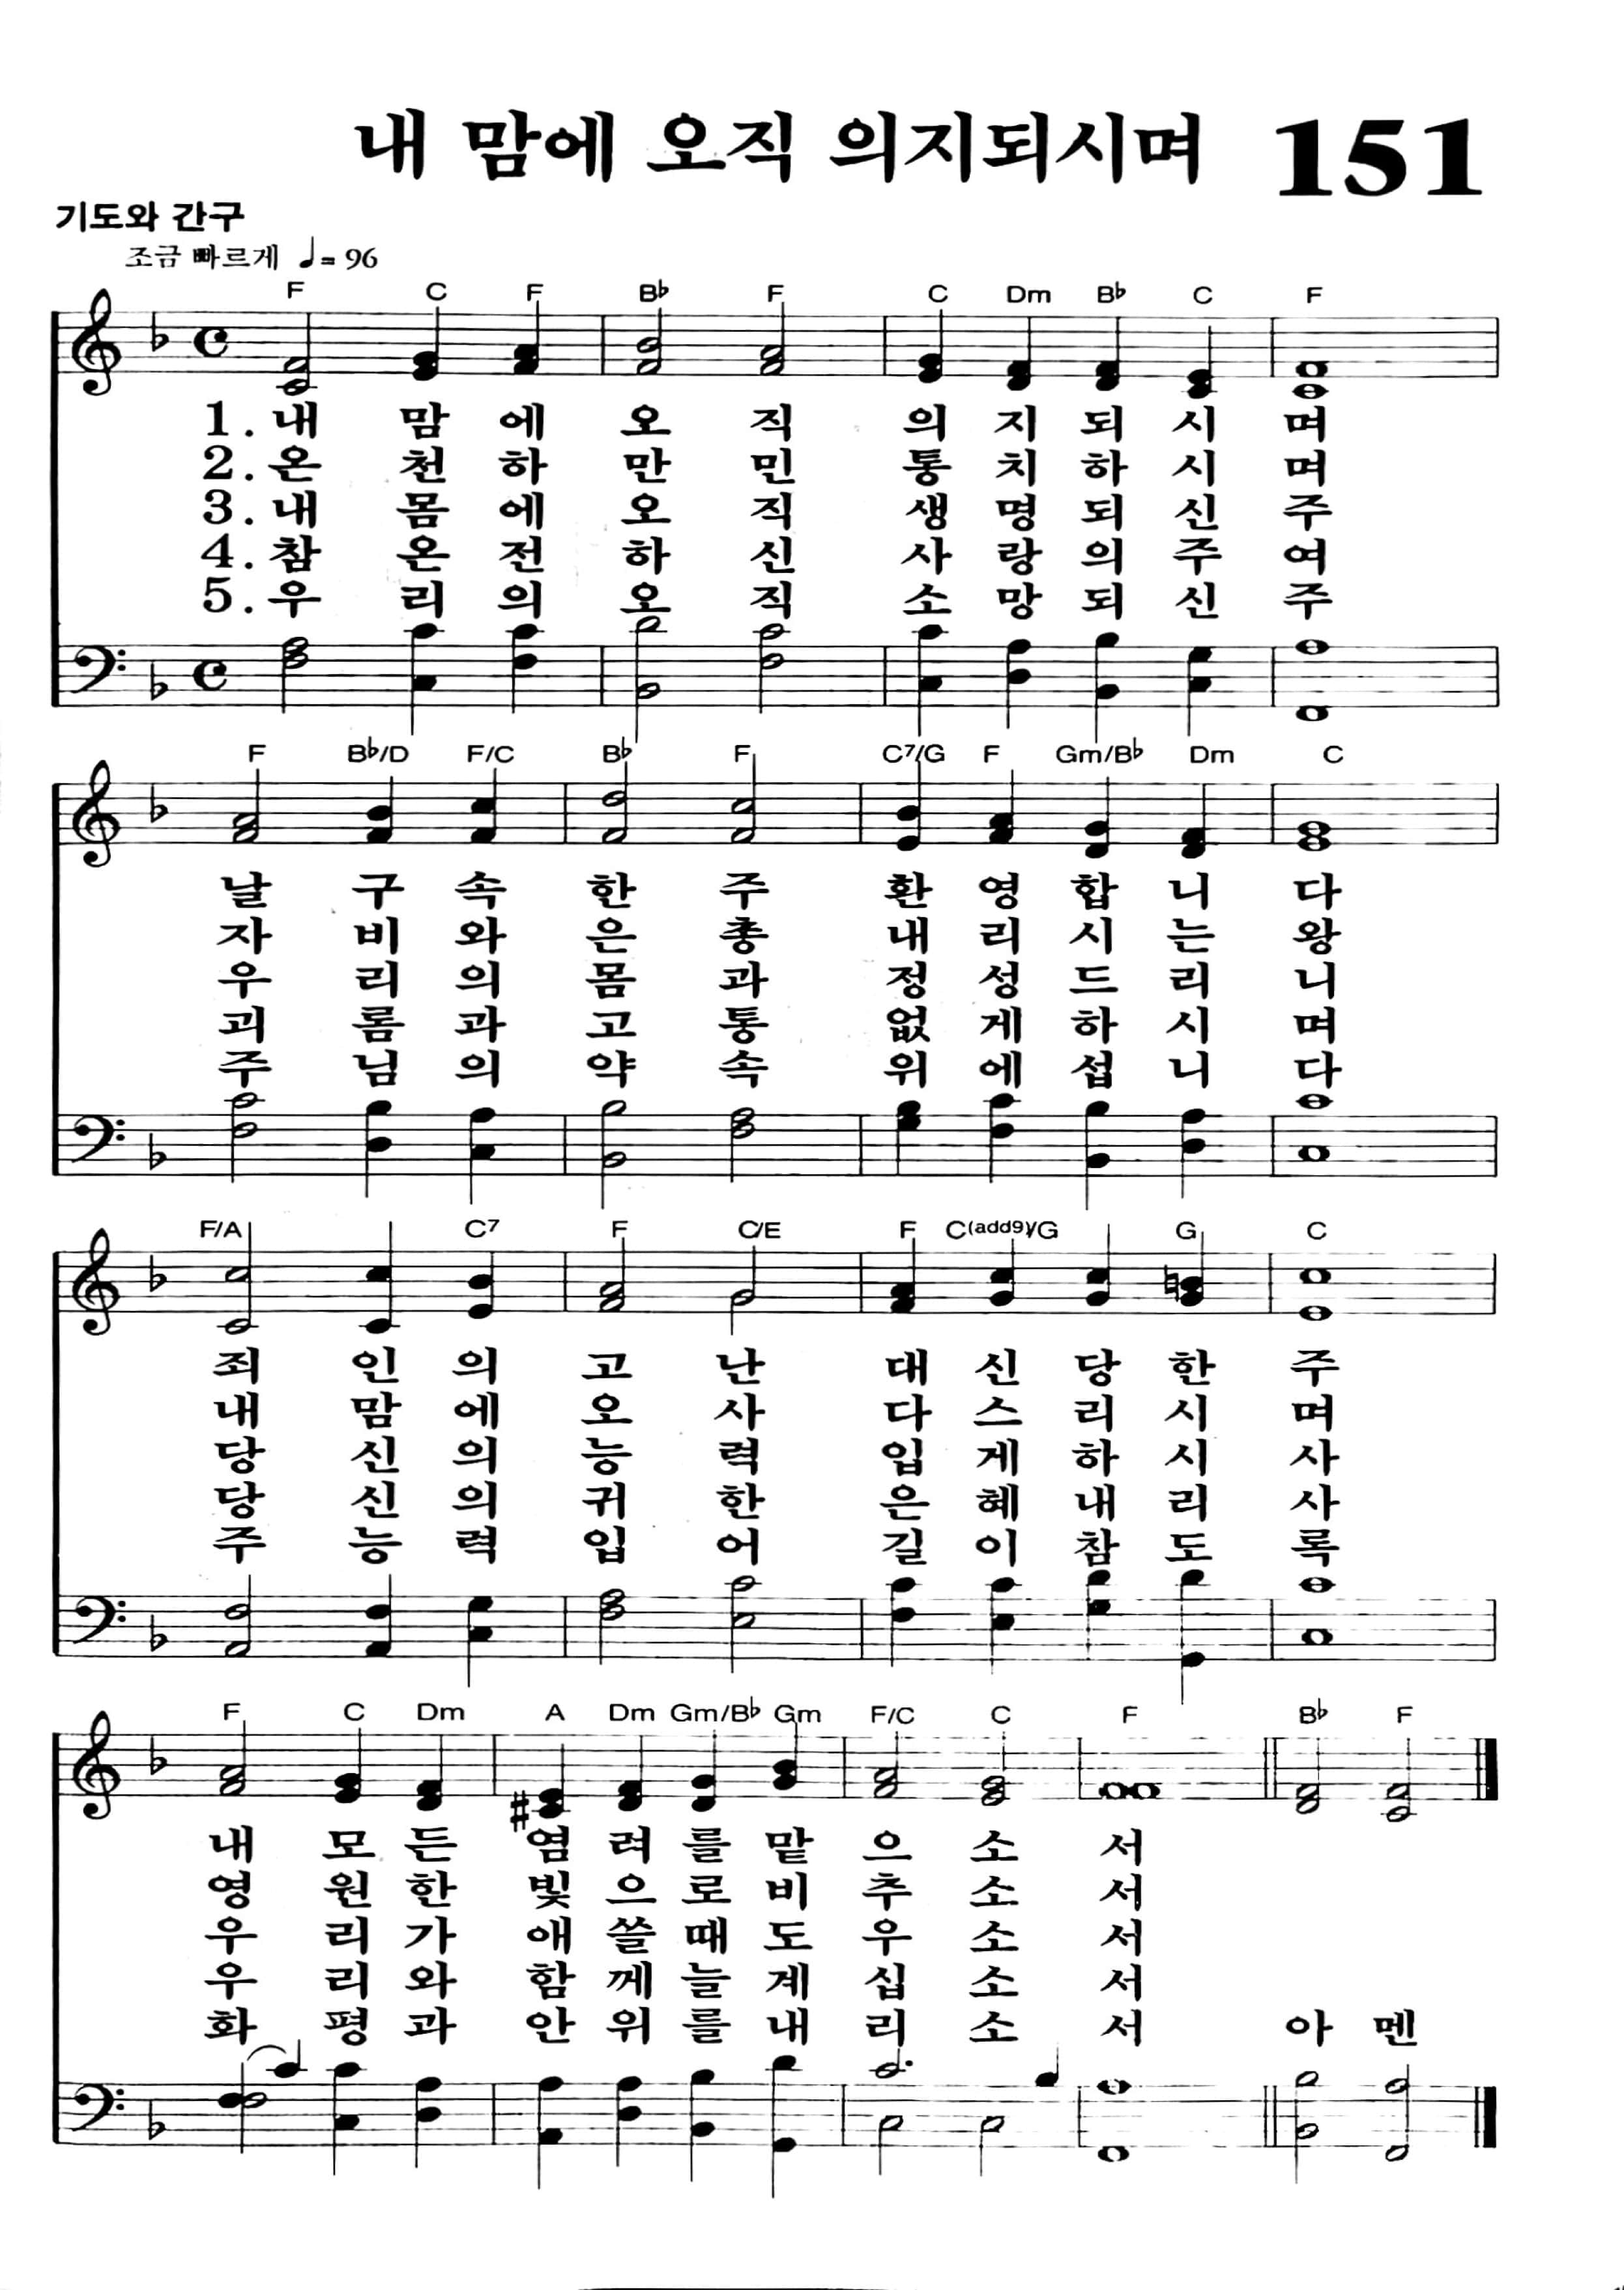 내 맘에 오직 의지되시며 151
기도와 간구
조금 빠르게 ♩= 96
F C F B♭ F C Dm B♭ C F
1. 내 맘 에 오 직 의 지 되 시 며
2. 온 천 하 만 민 통 치 하 시 며
3. 내 몸 에 오 직 생 명 되 신 주
4. 참 온 전 하 신 사 랑 의 주 여
5. 우 리 의 오 직 소 망 되 신 주
F B♭/D F/C B♭ F C7/G F Gm/B♭ Dm C
날 구 속 한 주 환 영 합 니 다
자 비 와 은 총 내 리 시 는 왕
우 리 의 몸 과 정 성 드 리 니
괴 롬 과 고 통 없 게 하 시 며
주 님 의 약 속 위 에 섭 니 다
F/A C7 F C/E F C(add9)/G G C
죄 인 의 고 난 대 신 당 한 주
내 맘 에 오 사 다 스 리 시 며
당 신 의 능 력 입 게 하 시 사
당 신 의 귀 한 은 혜 내 리 사
주 능 력 입 어 길 이 참 도 록
F C Dm A Dm Gm/B♭ Gm F/C C F B♭ F
내 모 든 염 려 를 맡 으 소 서
영 원 한 빛 으 로 비 추 소 서
우 리 가 애 쓸 때 도 우 소 서
우 리 와 함 께 늘 계 십 소 서
화 평 과 안 위 를 내 리 소 서 아 멘